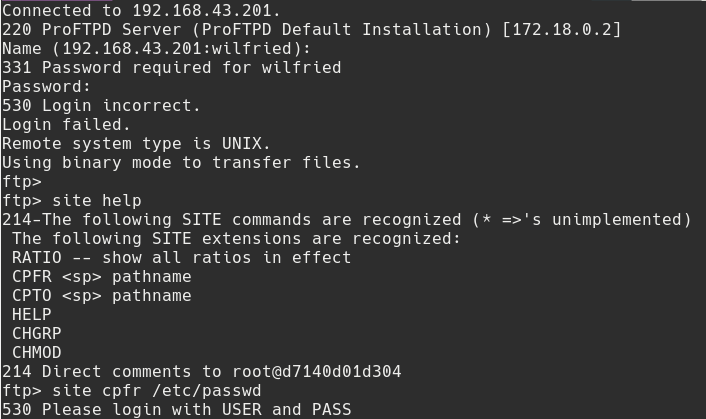 Connected to 192.168.43.201.
220 ProFTPD Server (ProFTPD Default Installation) [172.18.0.2]
Name (192.168.43.201:wilfried):
331 Password required for wilfried
Password:
530 Login incorrect.
Login failed.
Remote system type is UNIX.
Using binary mode to transfer files.
ftp>
ftp> site help
214-The following SITE commands are recognized (* =>'s unimplemented)
 The following SITE extensions are recognized:
 RATIO -- show all ratios in effect
 CPFR <sp> pathname
 CPTO <sp> pathname
 HELP
 CHGRP
 CHMOD
214 Direct comments to root@d7140d01d304
ftp> site cpfr /etc/passwd
530 Please login with USER and PASS